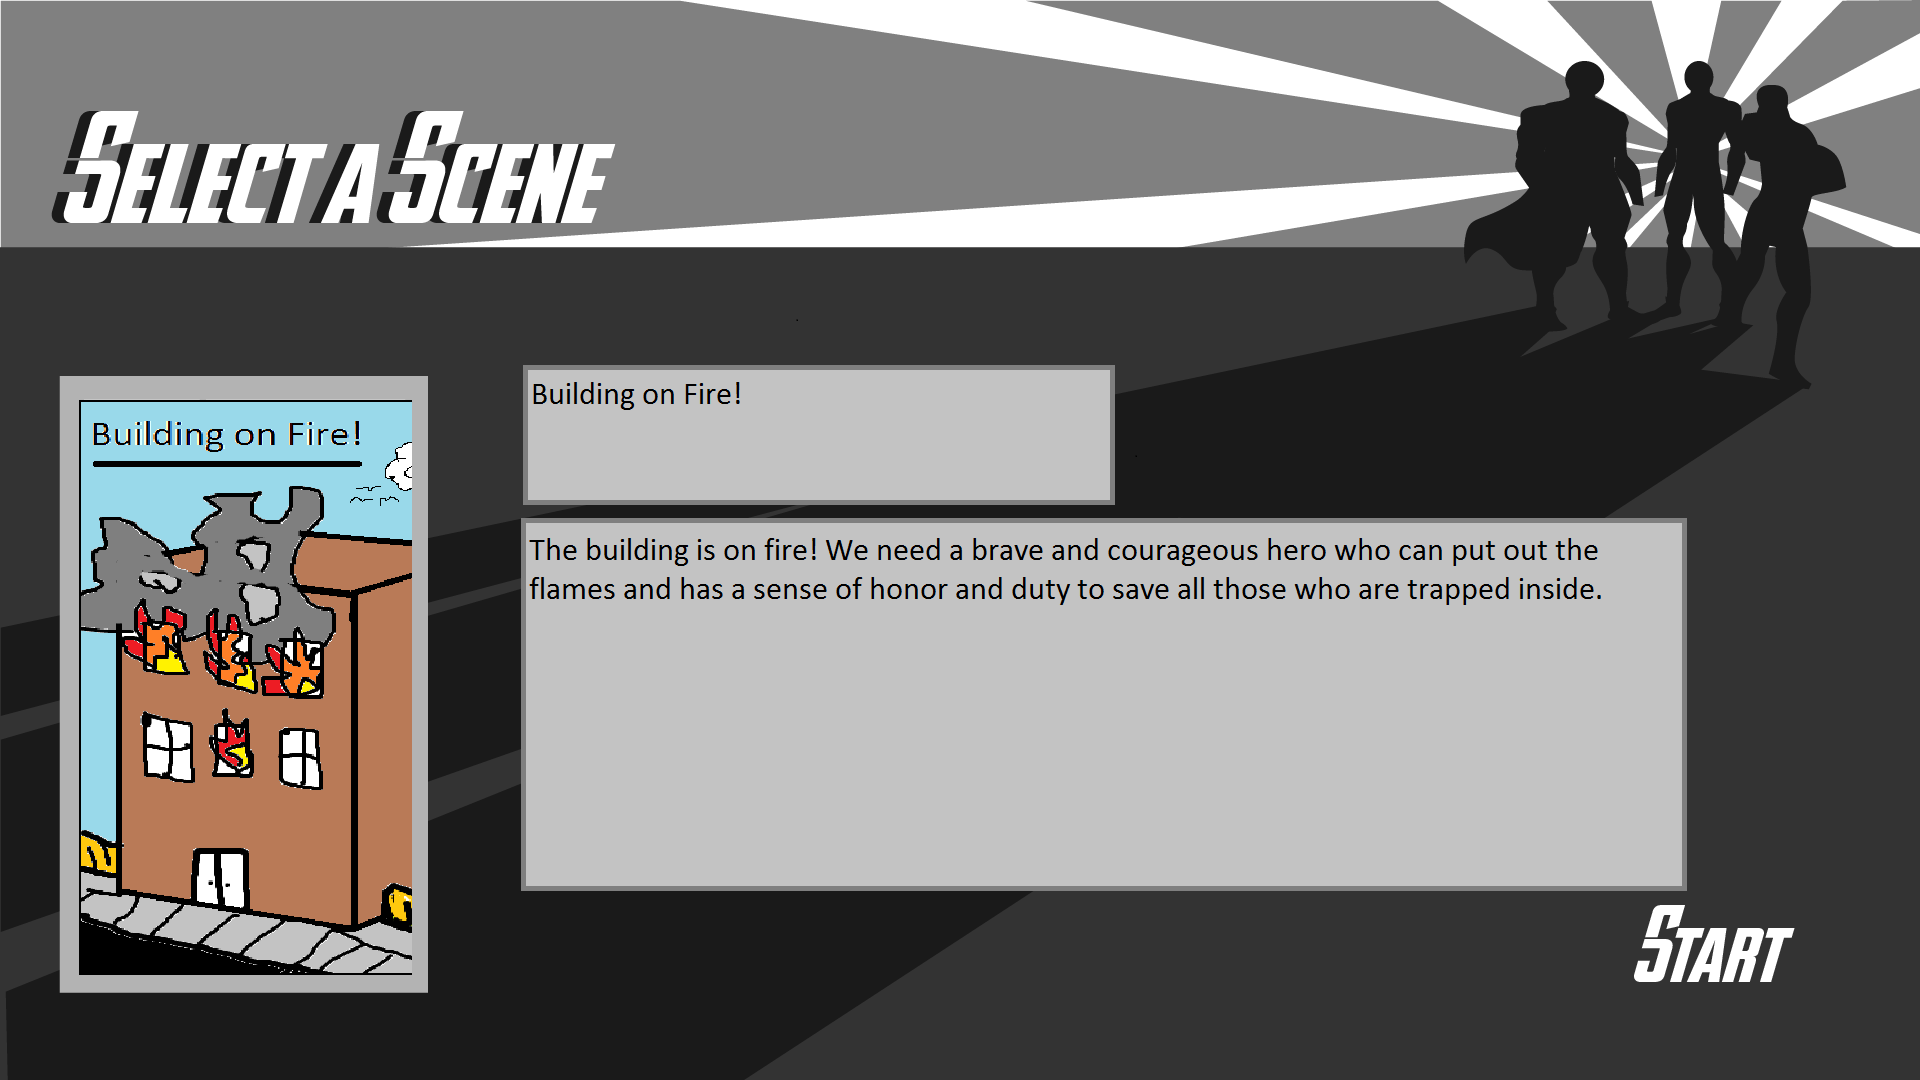 Select a Scene
Building on Fire!
Building on Fire!
The building is on fire! We need a brave and courageous hero who can put out the
flames and has a sense of honor and duty to save all those who are trapped inside.
Start